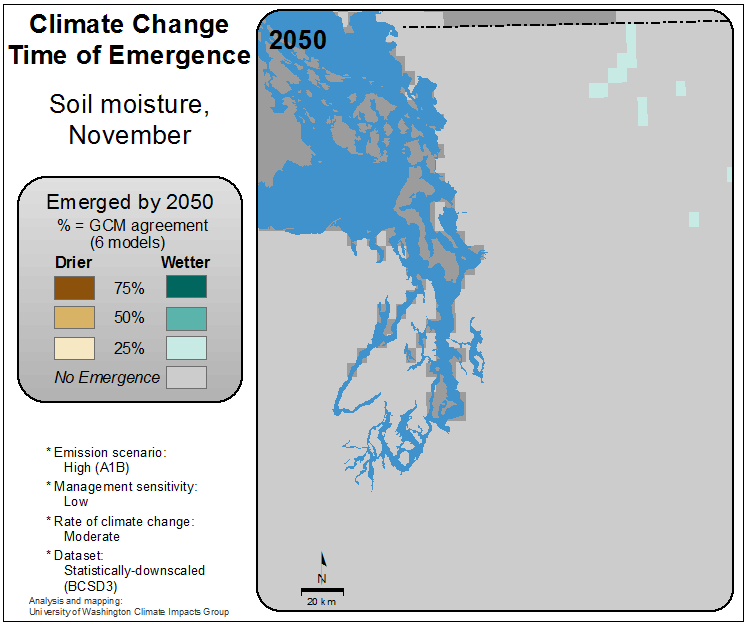 Climate Change
Time of Emergence
Soil moisture,
November
Emerged by 2050
% = GCM agreement
(6 models)
Drier Wetter
75%
50%
25%
No Emergence
* Emission scenario:
High (A1B)
* Management sensitivity:
Low
* Rate of climate change:
Moderate
* Dataset:
Statistically-downscaled
(BCSD3)
Analysis and mapping:
University of Washington Climate Impacts Group
2050
N
20 km